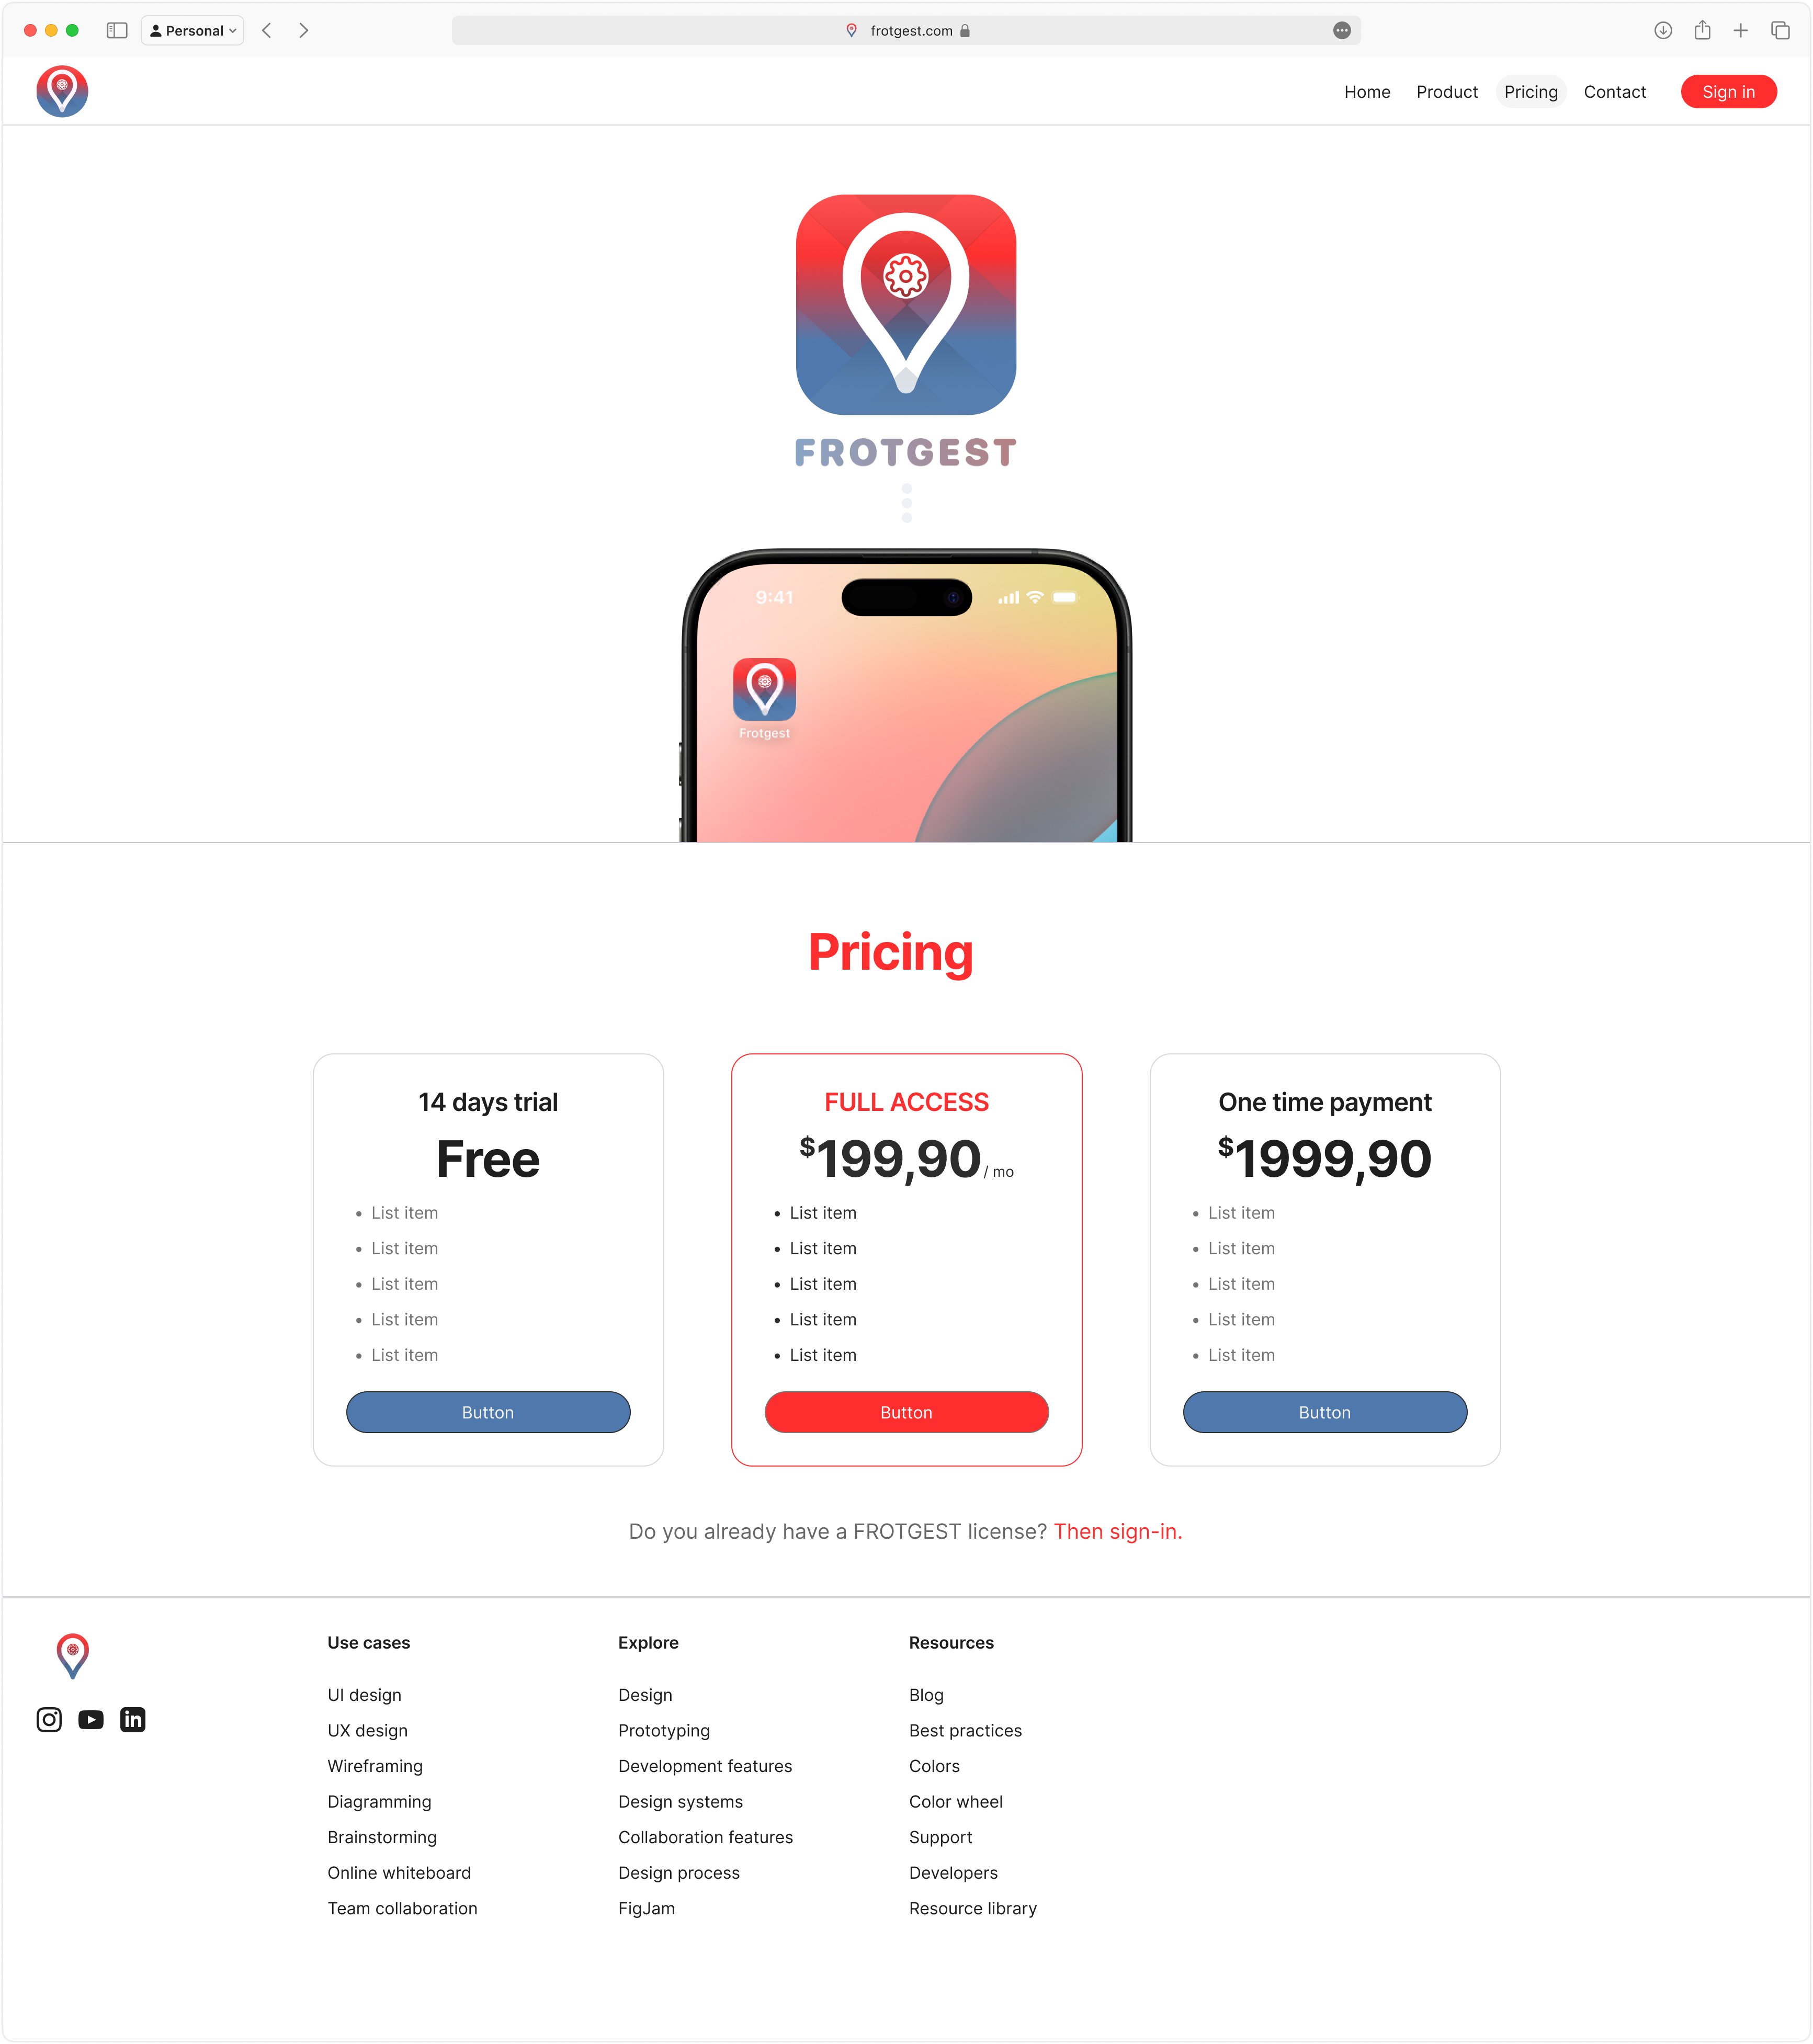 Personal
frotgest.com
Home Product Pricing Contact Sign in
FROTGEST
9:41
Frotgest
Pricing
14 days trial
Free
List item
List item
List item
List item
List item
Button
FULL ACCESS
$199,90 / mo
List item
List item
List item
List item
List item
Button
One time payment
$1999,90
List item
List item
List item
List item
List item
Button
Do you already have a FROTGEST license? Then sign-in.
in
Use cases
UI design
UX design
Wireframing
Diagramming
Brainstorming
Online whiteboard
Team collaboration
Explore
Design
Prototyping
Development features
Design systems
Collaboration features
Design process
FigJam
Resources
Blog
Best practices
Colors
Color wheel
Support
Developers
Resource library